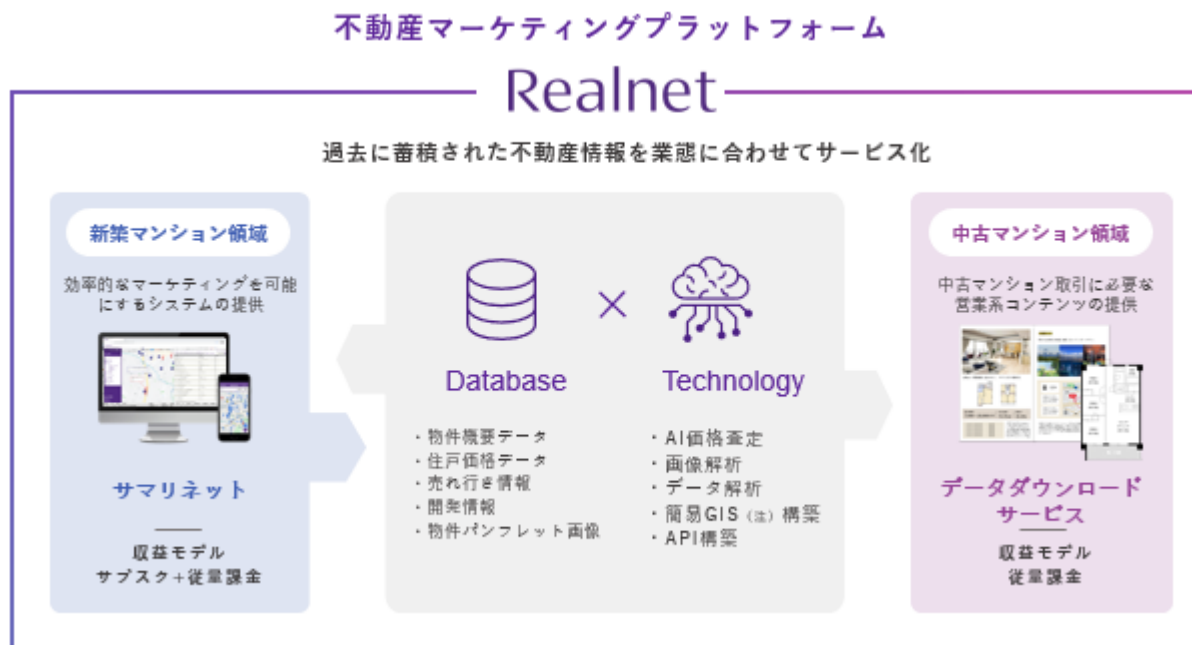 不動産マーケティングプラットフォーム
Realnet
過去に蓄積された不動産情報を業態に合わせてサービス化
新築マンション領域
効率的なマーケティングを可能
にするシステムの提供
サマリネット
収益モデル
サブスク+従量課金
Database
・物件概要データ
・住戸価格データ
・売れ行き情報
・開発情報
・物件パンフレット画像
×
Technology
・AI価格査定
・画像解析
・データ解析
・簡易GIS(注)構築
・API構築
中古マンション領域
中古マンション取引に必要な
営業系コンテンツの提供
データダウンロード
サービス
収益モデル
従量課金